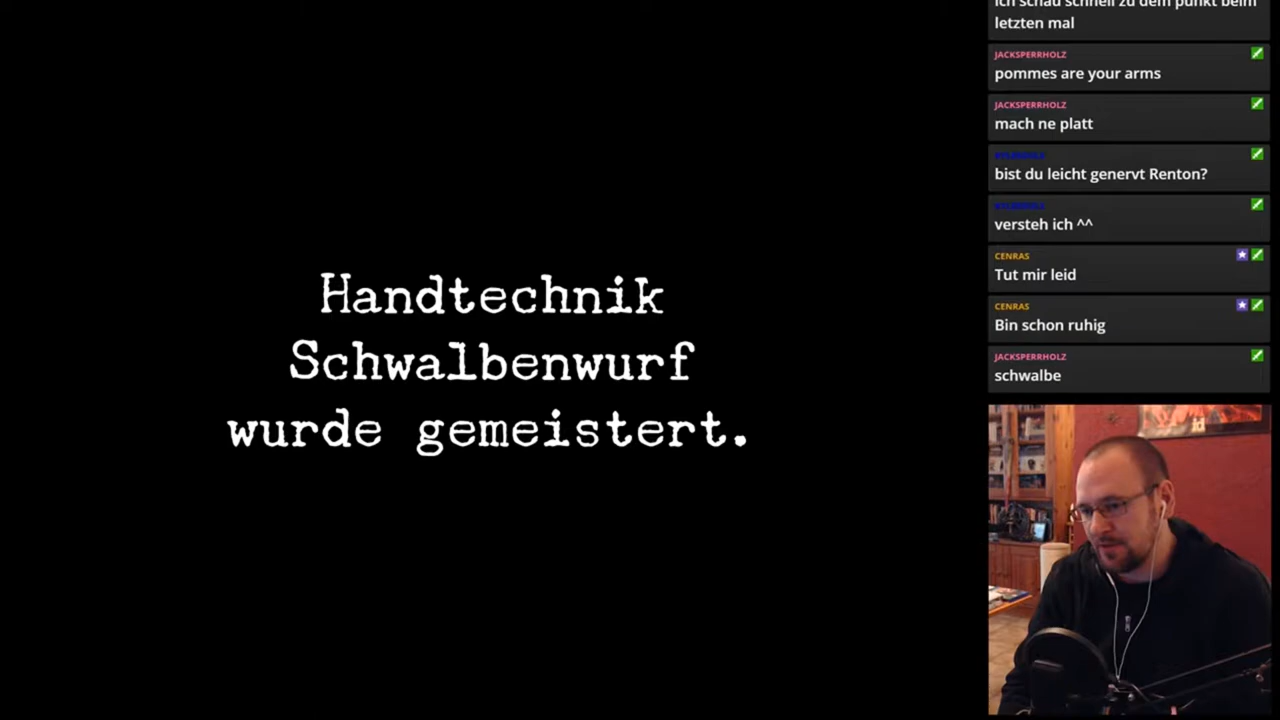 Handtechnik
Schwalbenwurf
wurde gemeistert.
ich schau schnell zu dem punkt beim
letzten mal
JACKSPERRHOLZ
pommes are your arms
JACKSPERRHOLZ
mach ne platt
bist du leicht genervt Renton?
versteh ich ^^
CENRAS
Tut mir leid
CENRAS
Bin schon ruhig
JACKSPERRHOLZ
schwalbe
id